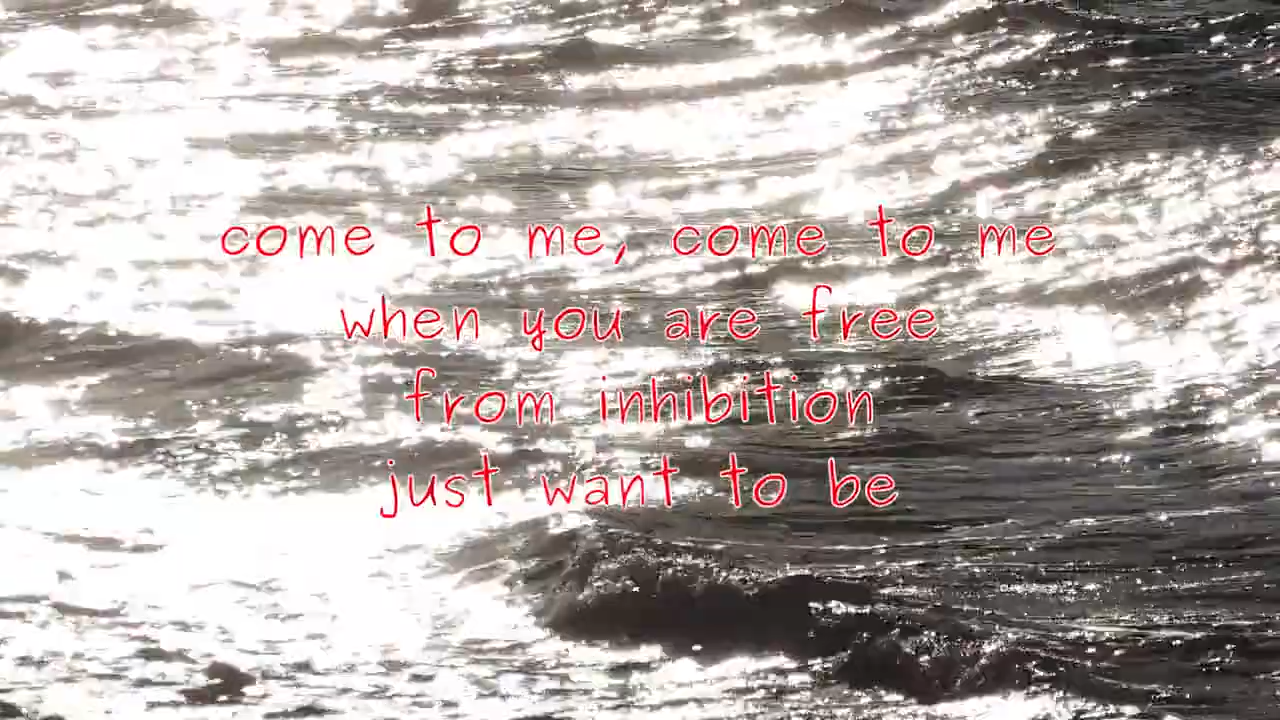 come to me, come to me
when you are free
from inhibition
just want to be